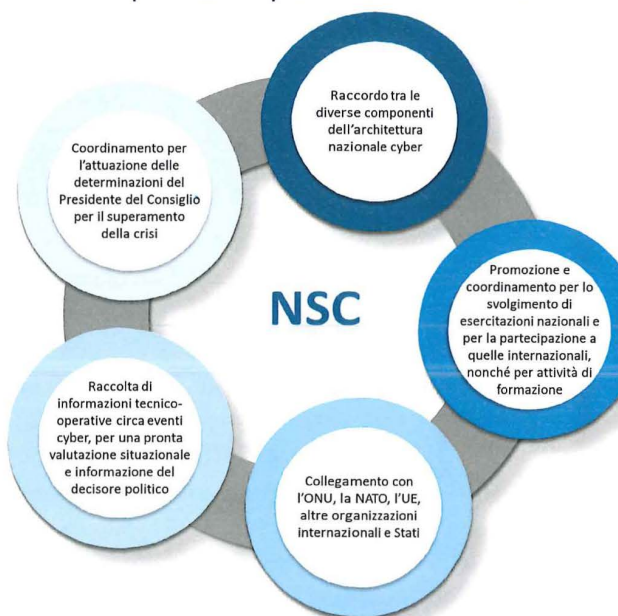 Raccordo tra le
diverse componenti
dell'architettura
nazionale cyber
Coordinamento per
l'attuazione delle
determinazioni del
Presidente del Consiglio
per il superamento
della crisi
NSC
Promozione e
coordinamento per lo
svolgimento di
esercitazioni nazionali e
per la partecipazione a
quelle internazionali,
nonché per attività di
formazione
Raccolta di
informazioni tecnico-
operative circa eventi
cyber, per una pronta
valutazione situazionale
e informazione del
decisore politico
Collegamento con
l'ONU, la NATO, l'UE,
altre organizzazioni
internazionali e Stati